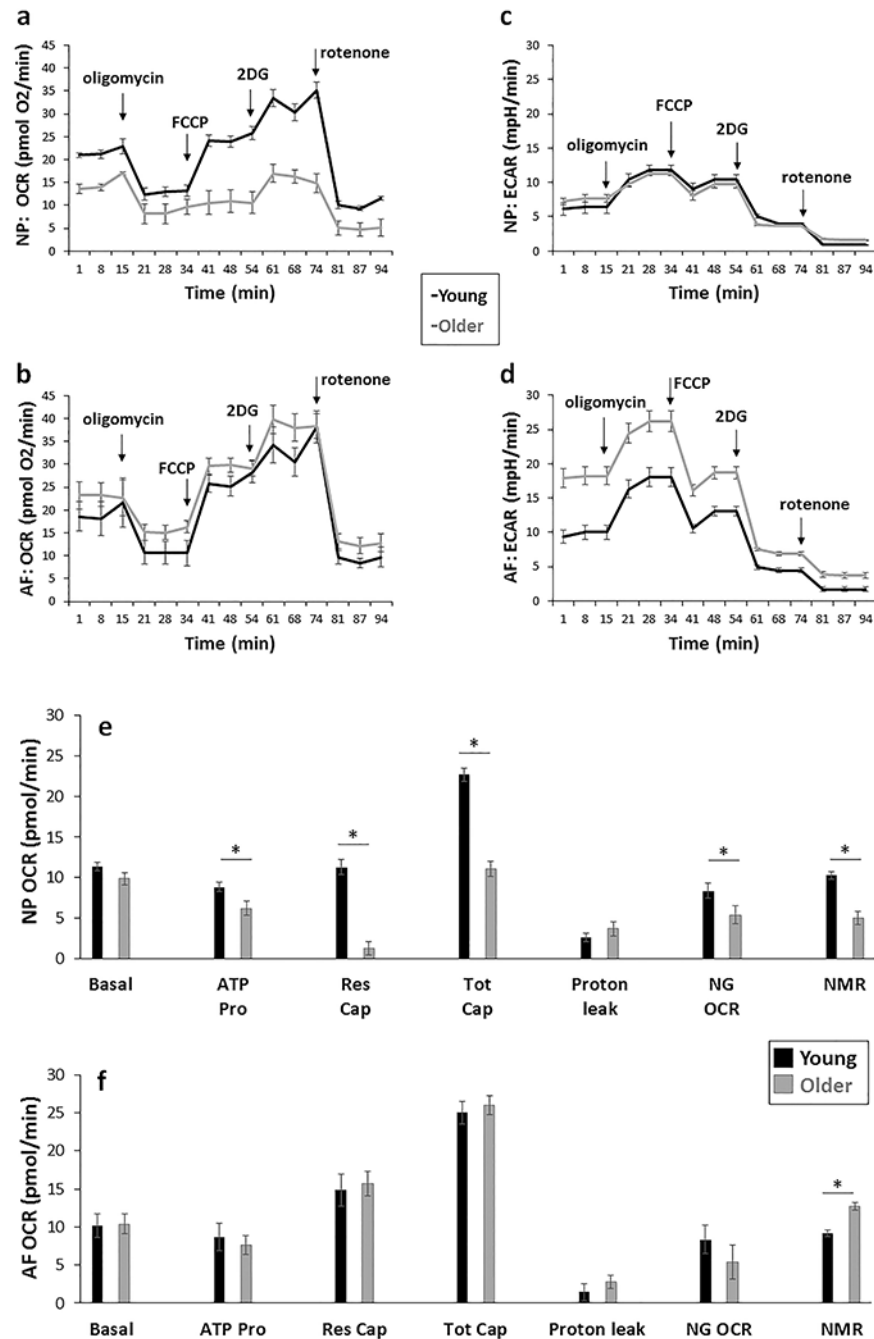 a
NP: OCR (pmol O2/min)
45
40
35
30
25
20
15
10
5
0
oligomycin
FCCP
2DG
rotenone
1 8 15 21 28 34 41 48 54 61 68 74 81 87 94
Time (min)
c
NP: ECAR (mpH/min)
30
25
20
15
10
5
0
oligomycin
FCCP
2DG
rotenone
1 8 15 21 28 34 41 48 54 61 68 74 81 87 94
Time (min)
-Young
-Older
b
AF: OCR (pmol O2/min)
45
40
35
30
25
20
15
10
5
0
oligomycin
FCCP
2DG
rotenone
1 8 15 21 28 34 41 48 54 61 68 74 81 87 94
Time (min)
d
AF: ECAR (mpH/min)
30
25
20
15
10
5
0
oligomycin
FCCP
2DG
rotenone
1 8 15 21 28 34 41 48 54 61 68 74 81 87 94
Time (min)
e
NP OCR (pmol/min)
30
25
20
15
10
5
0
* * * * *
Basal ATP Res Tot Proton NG NMR
Pro Cap Cap leak OCR
f
AF OCR (pmol/min)
30
25
20
15
10
5
0
Young
Older
*
Basal ATP Pro Res Cap Tot Cap Proton leak NG OCR NMR